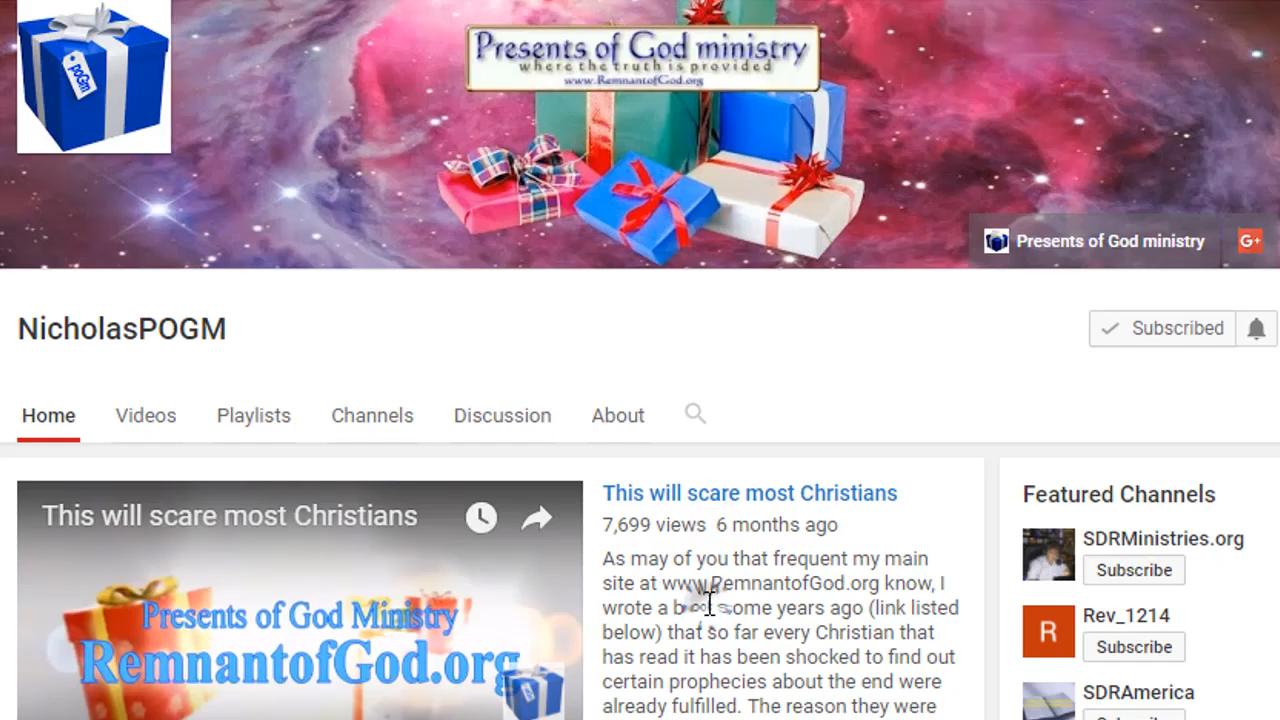 poGm
Presents of God ministry
where the truth is provided
www.RemnantofGod.org
Presents of God ministry
G+
NicholasPOGM
Subscribed
Home
Videos
Playlists
Channels
Discussion
About
This will scare most Christians
Presents of God Ministry
RemnantofGod.org
This will scare most Christians
7,699 views 6 months ago
As may of you that frequent my main
site at www.RemnantofGod.org know, I
wrote a book some years ago (link listed
below) that so far every Christian that
has read it has been shocked to find out
certain prophecies about the end were
already fulfilled. The reason they were
Featured Channels
SDRMinistries.org
Subscribe
R
Rev_1214
Subscribe
SDRAmerica
Subscribe